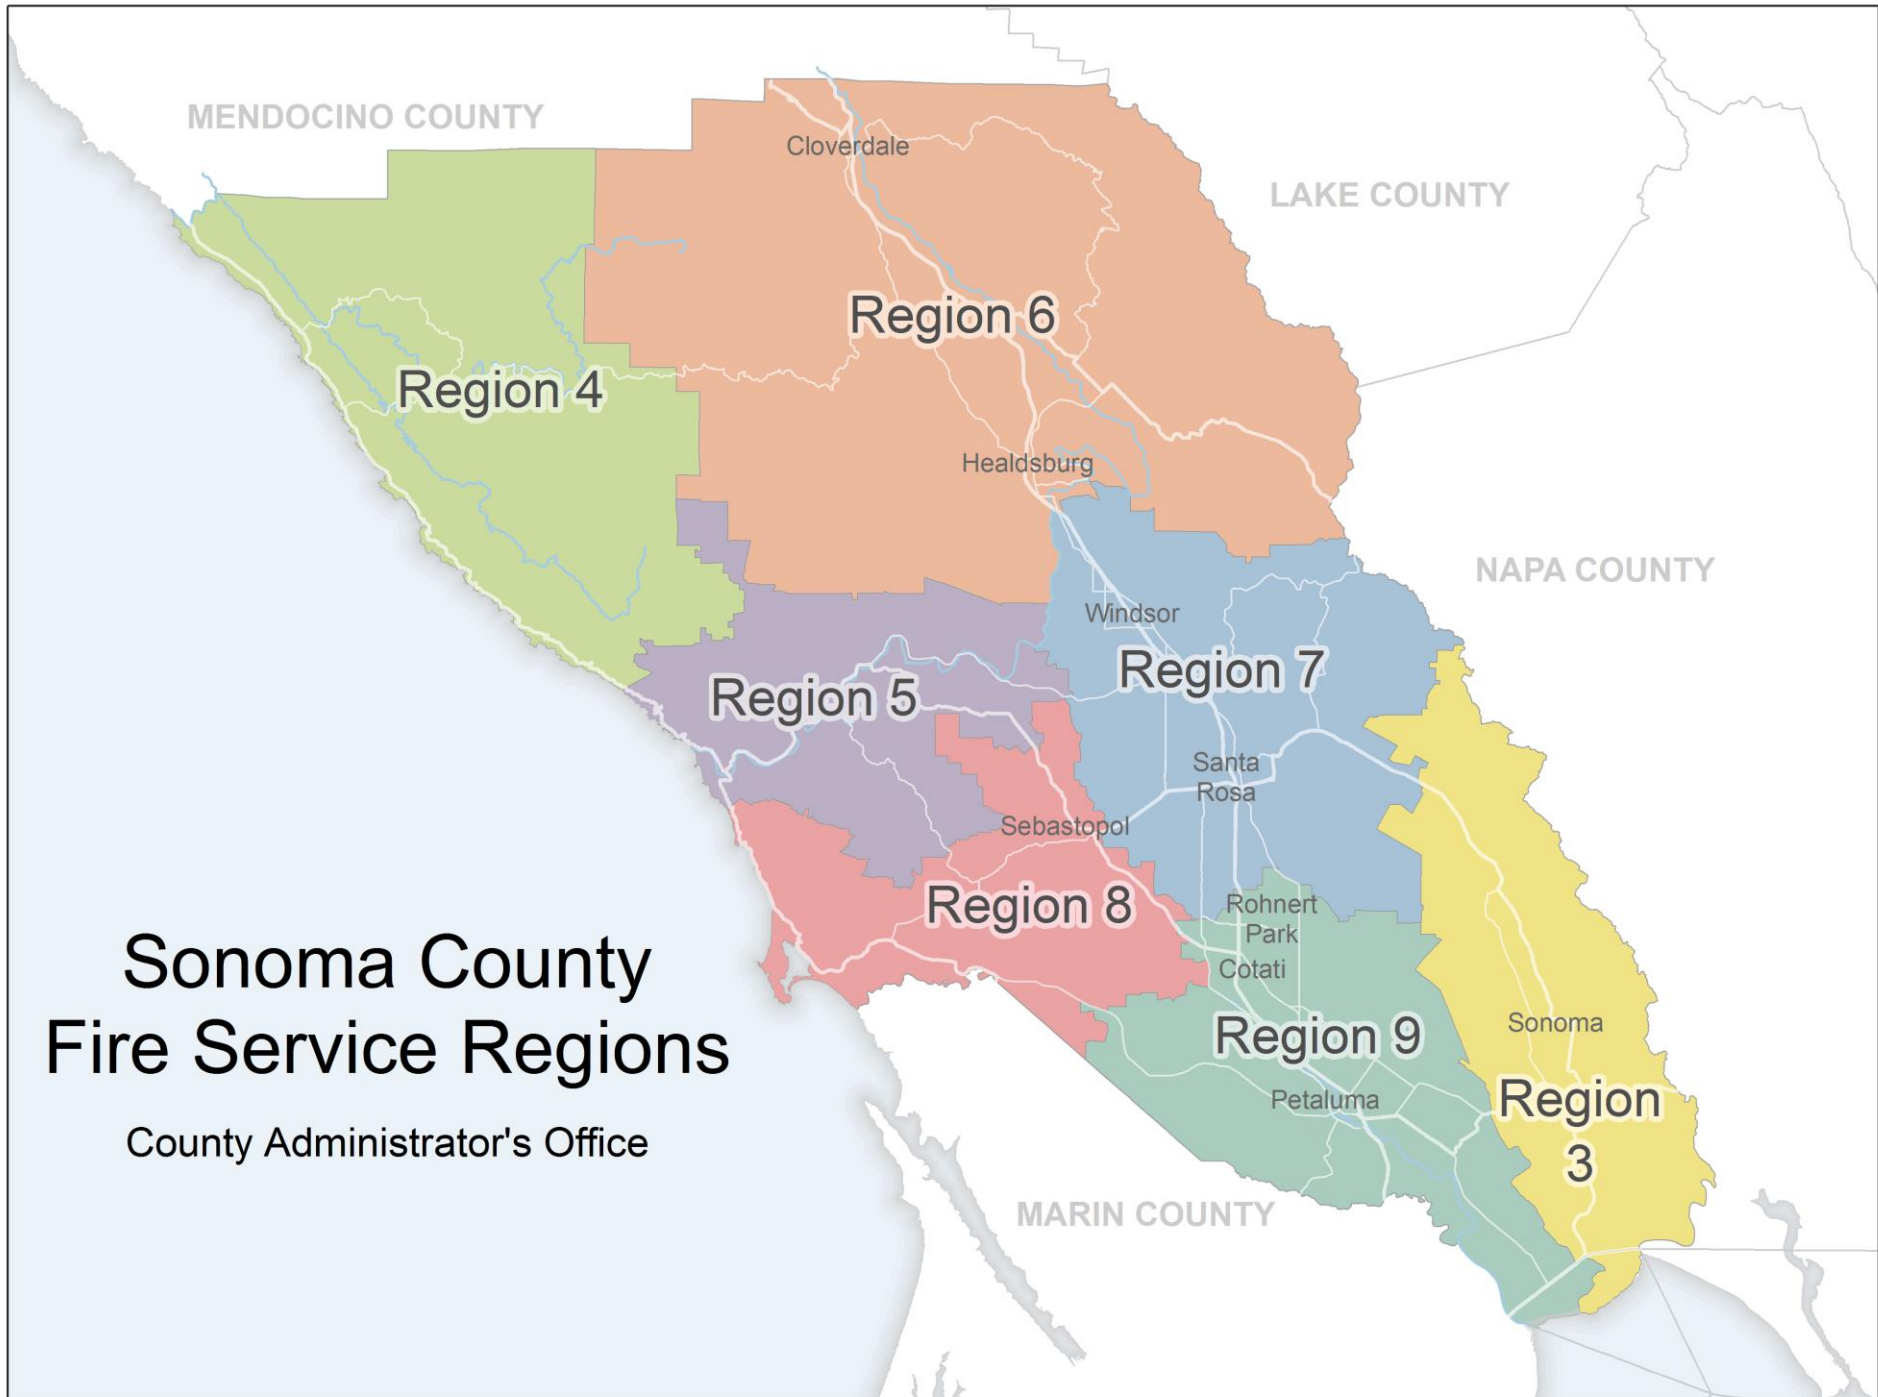 MENDOCINO COUNTY
Cloverdale
LAKE COUNTY
Region 6
Region 4
Healdsburg
NAPA COUNTY
Windsor
Region 7
Region 5
Santa
Rosa
Sebastopol
Region 8
Rohnert
Park
Cotati
Sonoma
Region 9
Petaluma
Region
3
MARIN COUNTY
Sonoma County
Fire Service Regions
County Administrator's Office